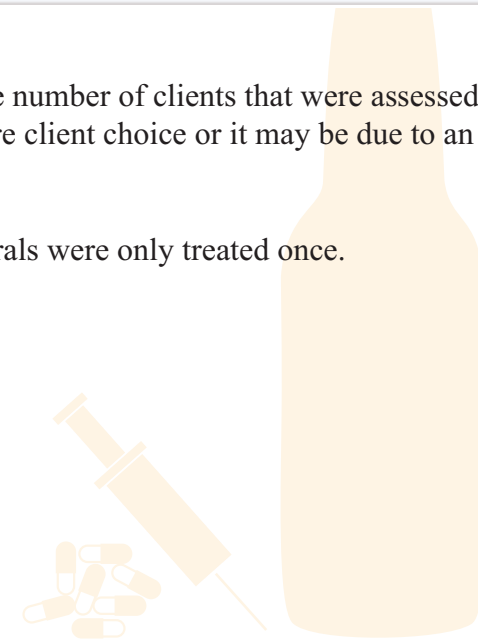 e number of clients that were assessed
re client choice or it may be due to an
rals were only treated once.